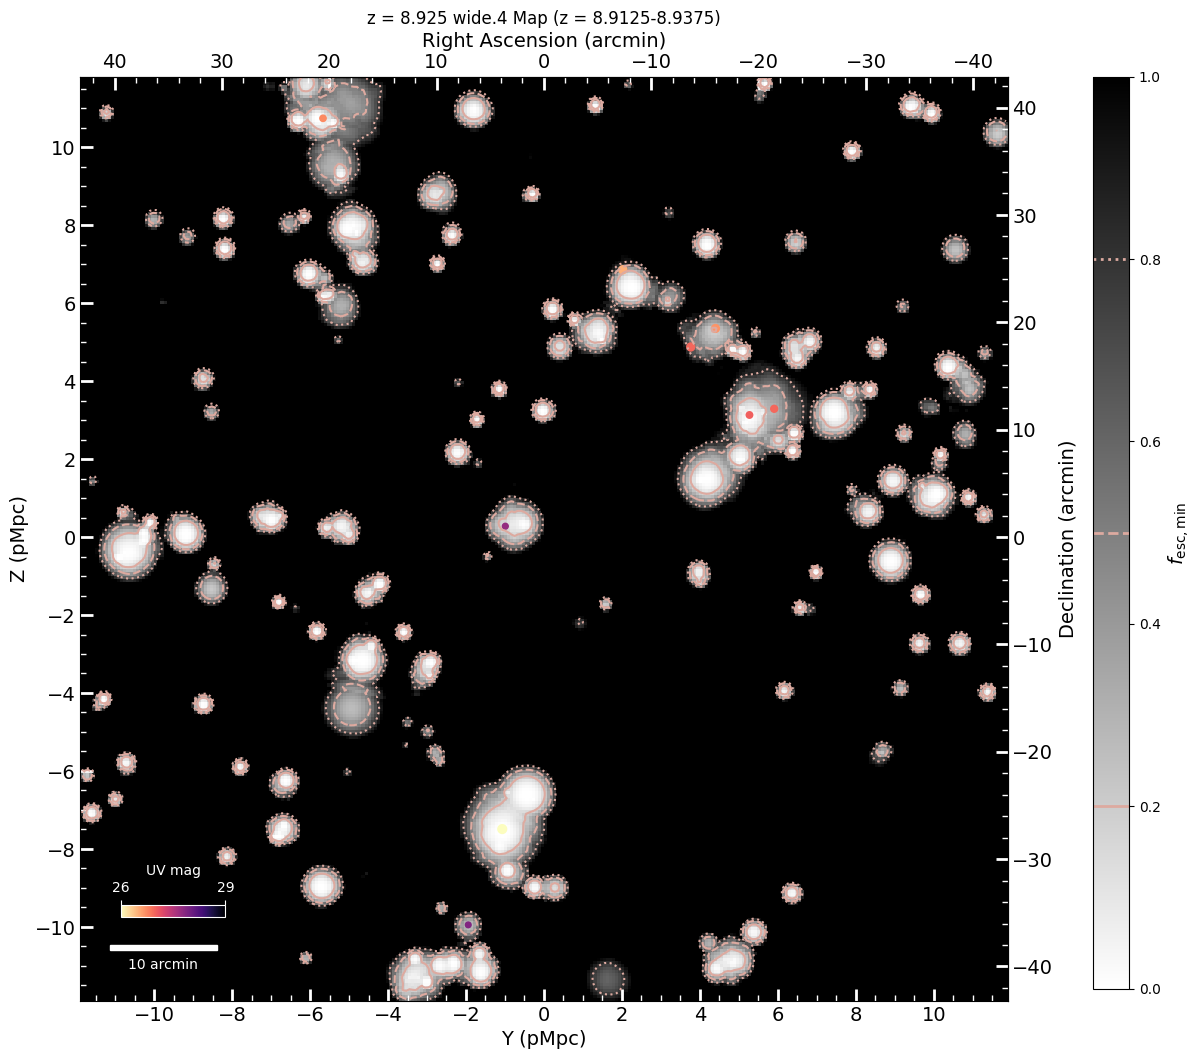 z = 8.925 wide.4 Map (z = 8.9125-8.9375)
Right Ascension (arcmin)
40 30 20 10 0 −10 −20 −30 −40
10
8
6
4
2
0
−2
−4
−6
−8
−10
Z (pMpc)
40
30
20
10
0
−10
−20
−30
−40
Declination (arcmin)
1.0
0.8
0.6
0.4
0.2
0.0
f_esc,min
UV mag
26 29
10 arcmin
−10 −8 −6 −4 −2 0 2 4 6 8 10
Y (pMpc)